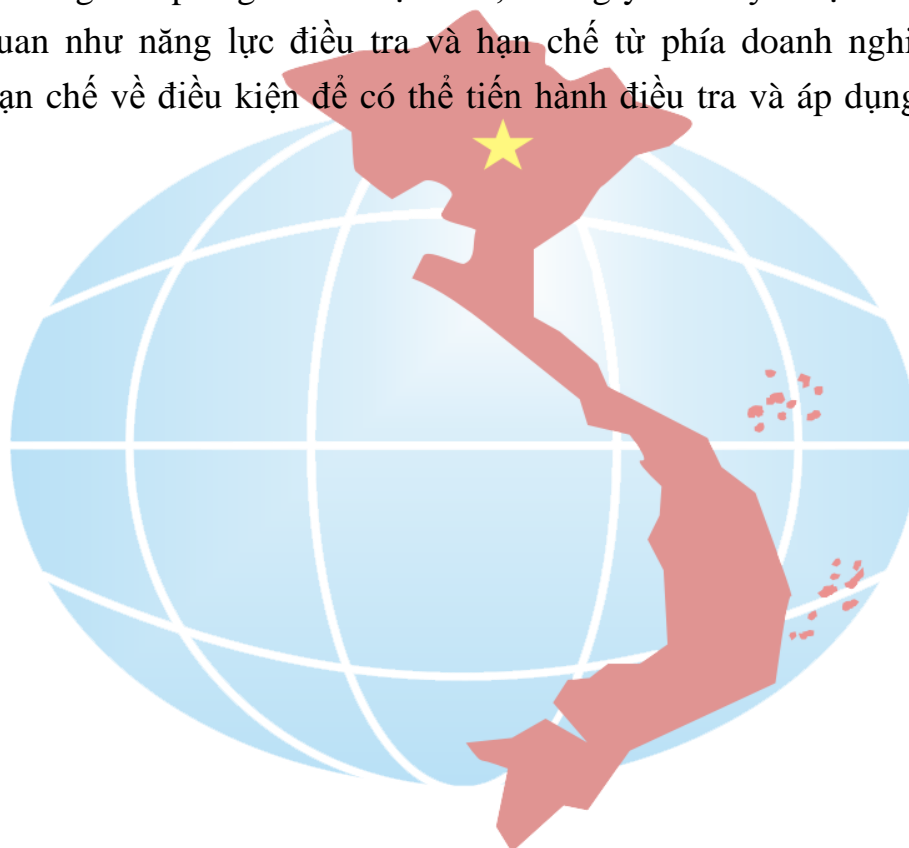 uan như năng lực điều tra và hạn chế từ phía doanh nghi
ạn chế về điều kiện để có thể tiến hành điều tra và áp dụng